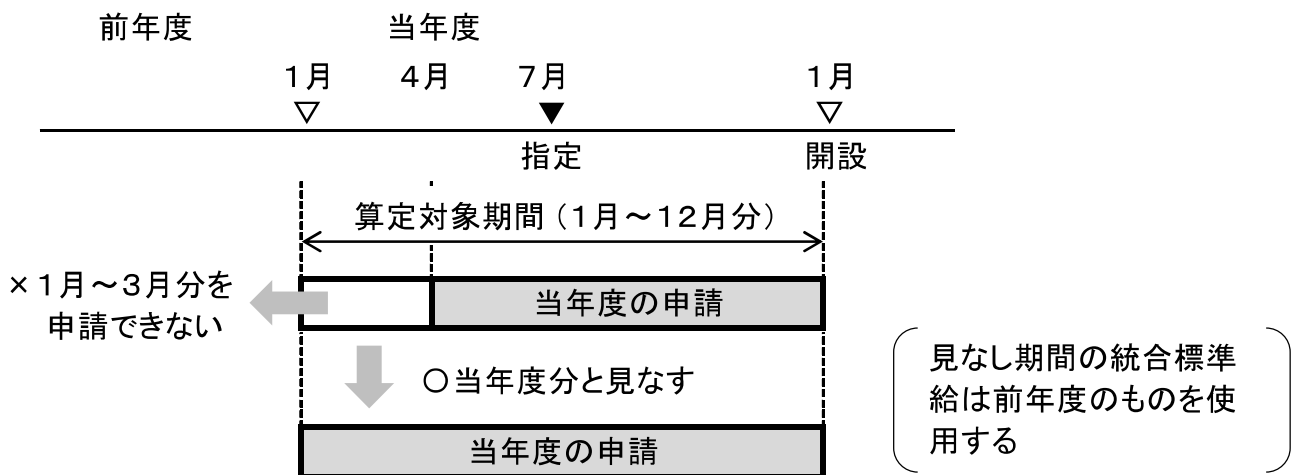 前年度 当年度
1月 4月 7月 1月
指定 開設
算定対象期間（1月～12月分）
×1月～3月分を
申請できない
当年度の申請
〇当年度分と見なす
見なし期間の統合標準
給は前年度のものを使
用する
当年度の申請